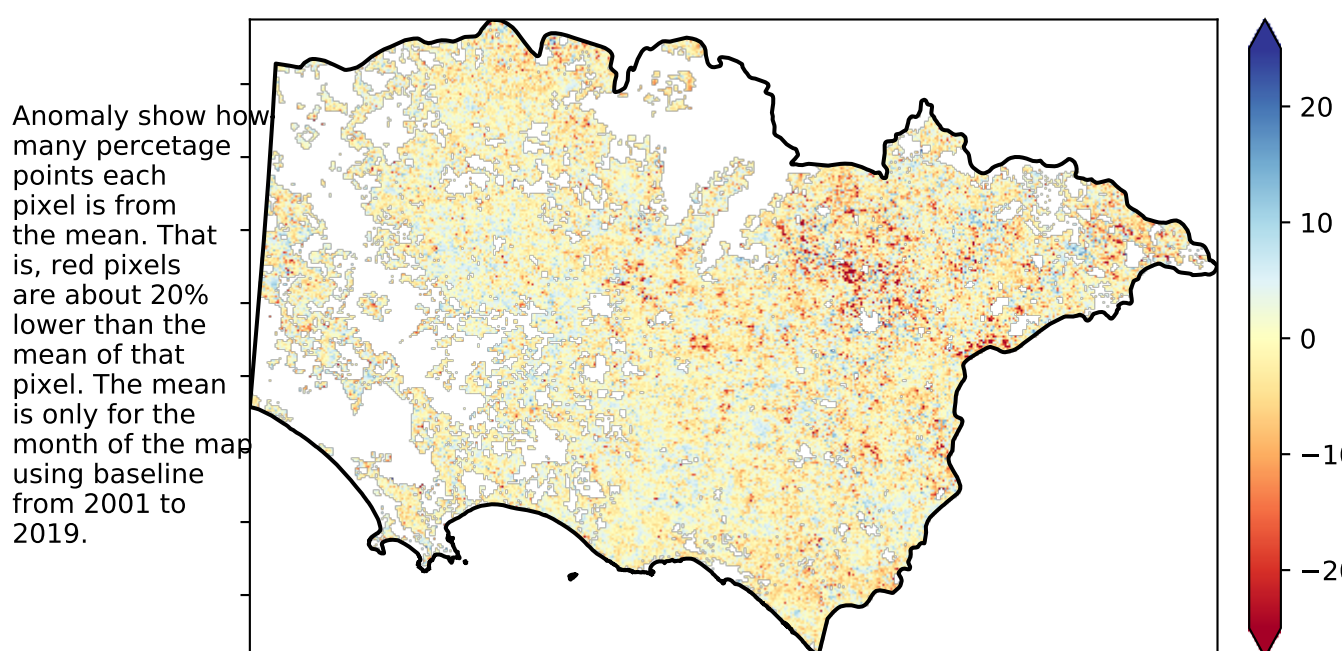 Anomaly show how
many percetage
points each
pixel is from
the mean. That
is, red pixels
are about 20%
lower than the
mean of that
pixel. The mean
is only for the
month of the map
using baseline
from 2001 to
2019.
20
10
0
−10
−20